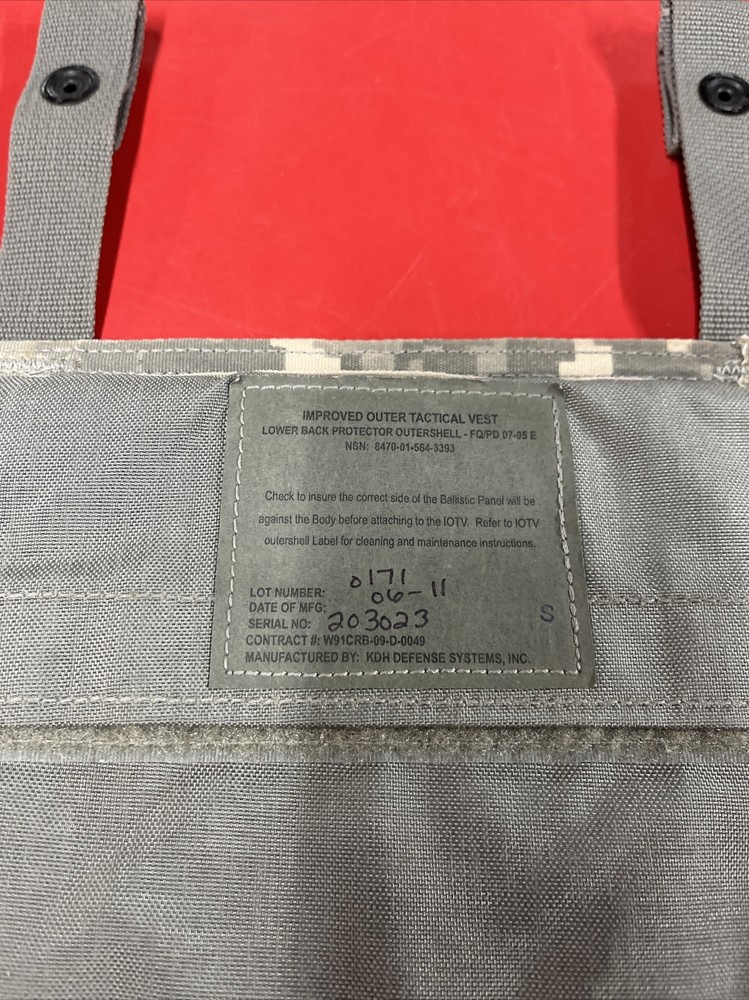 IMPROVED OUTER TACTICAL VEST
LOWER BACK PROTECTOR OUTERSHELL - FQ/PD 07-05 E
NSN: 8470-01-564-3393
Check to insure the correct side of the Ballistic Panel will be
against the Body before attaching to the IOTV. Refer to IOTV
outershell Label for cleaning and maintenance instructions.
LOT NUMBER: 0171
DATE OF MFG: 06-11
SERIAL NO: 203023
S
CONTRACT #: W91CRB-09-D-0049
MANUFACTURED BY: KDH DEFENSE SYSTEMS, INC.